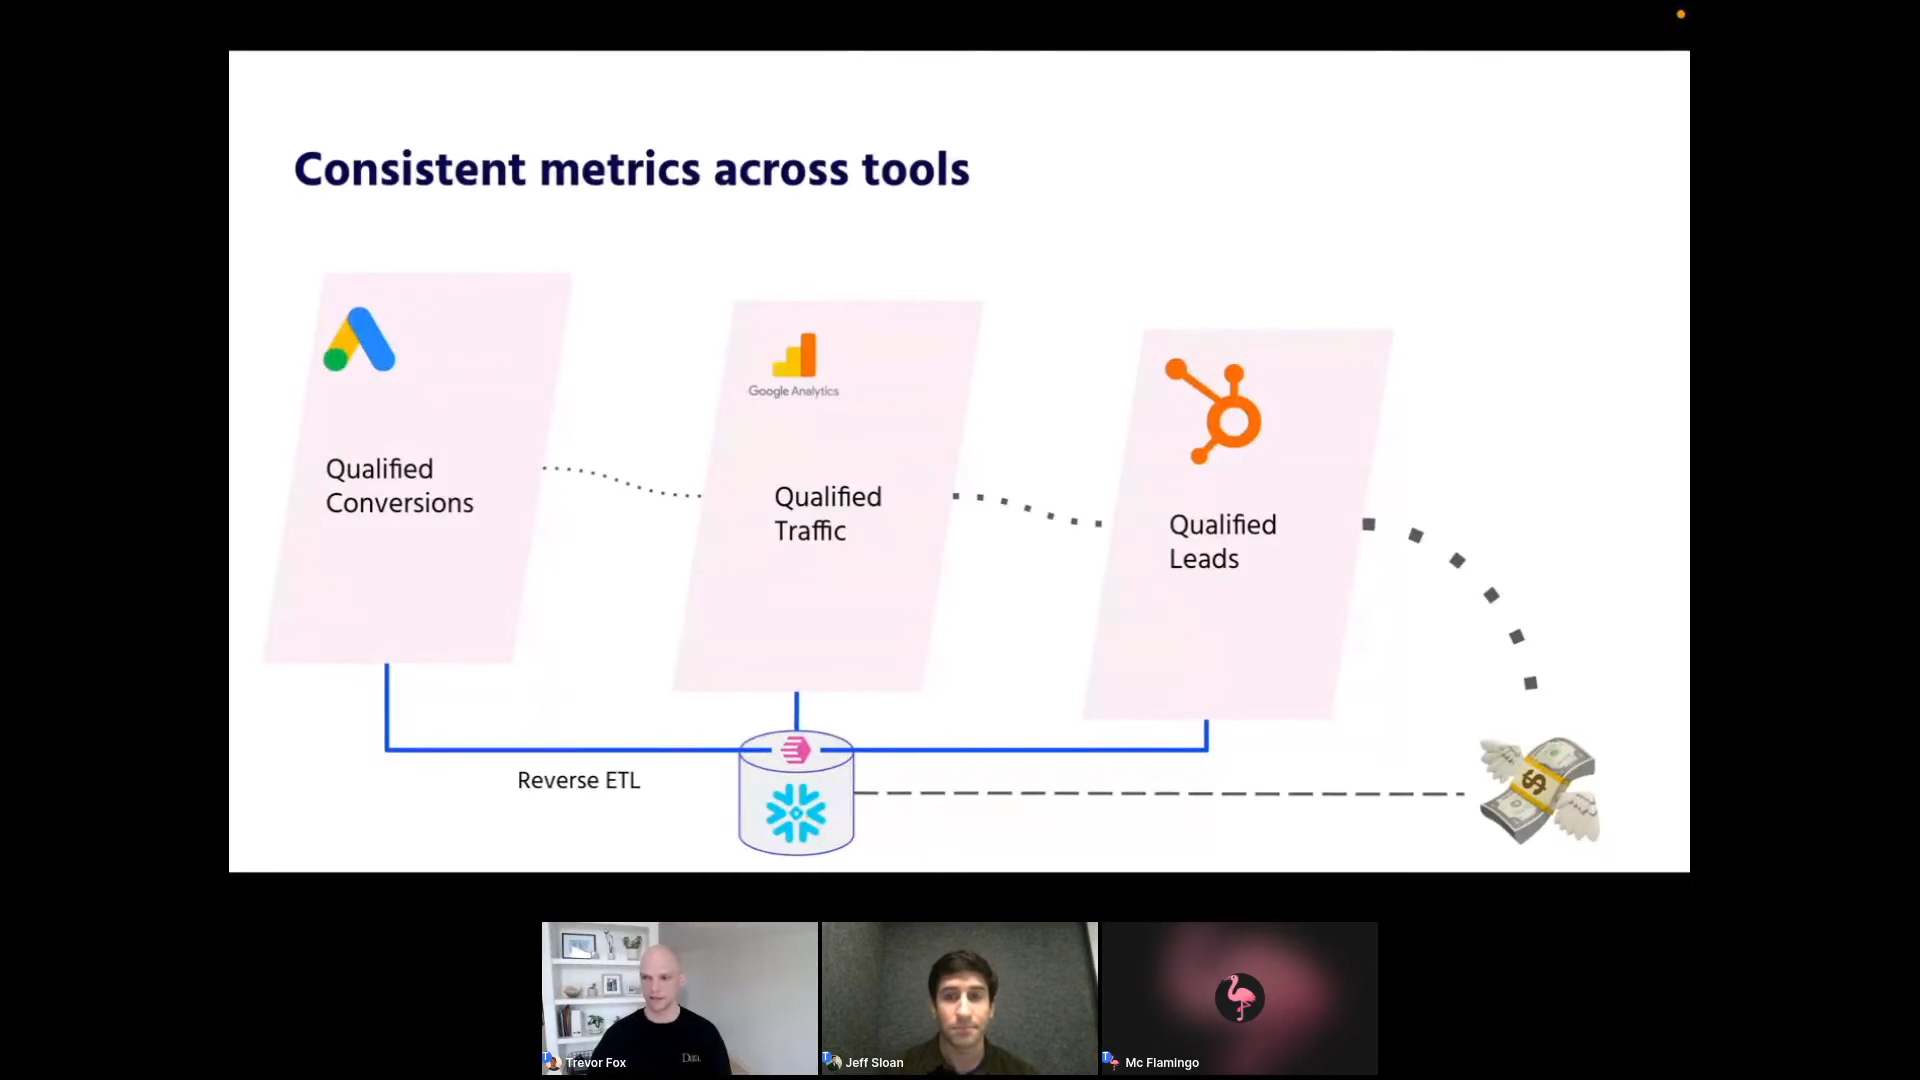 Consistent metrics across tools
Google Analytics
Qualified
Conversions
Qualified
Traffic
Qualified
Leads
Reverse ETL
Data.
Trevor Fox
Jeff Sloan
Mc Flamingo